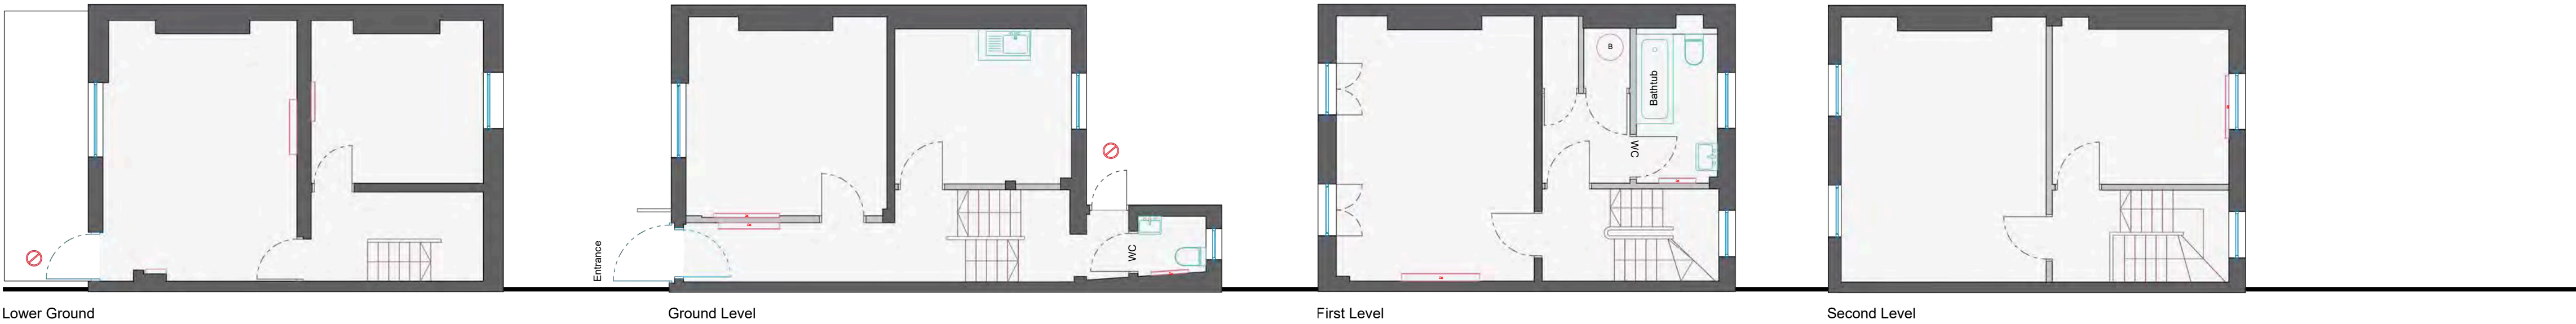 Entrance
WC
B
Bathtub
WC
Lower Ground
Ground Level
First Level
Second Level